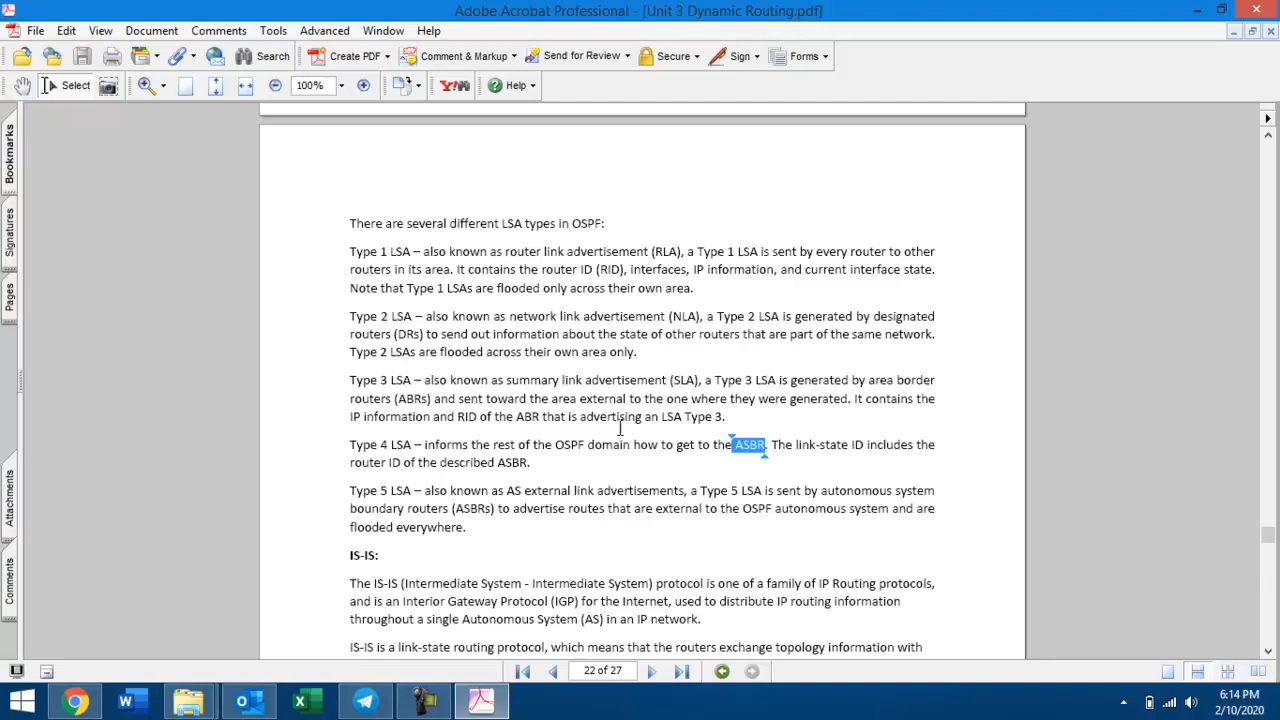 Adobe Acrobat Professional - [Unit 3 Dynamic Routing.pdf]
File Edit View Document Comments Tools Forms Advanced Window Help
Search Create PDF Comment & Markup Send for Review Secure Sign Forms
Select 100% Y! Help
Bookmarks
Signatures
Pages
Attachments
Comments
There are several different LSA types in OSPF:
Type 1 LSA – also known as router link advertisement (RLA), a Type 1 LSA is sent by every router to other
routers in its area. It contains the router ID (RID), interfaces, IP information, and current interface state.
Note that Type 1 LSAs are flooded only across their own area.
Type 2 LSA – also known as network link advertisement (NLA), a Type 2 LSA is generated by designated
routers (DRs) to send out information about the state of other routers that are part of the same network.
Type 2 LSAs are flooded across their own area only.
Type 3 LSA – also known as summary link advertisement (SLA), a Type 3 LSA is generated by area border
routers (ABRs) and sent toward the area external to the one where they were generated. It contains the
IP information and RID of the ABR that is advertising an LSA Type 3.
Type 4 LSA – informs the rest of the OSPF domain how to get to the ASBR. The link-state ID includes the
router ID of the described ASBR.
Type 5 LSA – also known as AS external link advertisements, a Type 5 LSA is sent by autonomous system
boundary routers (ASBRs) to advertise routes that are external to the OSPF autonomous system and are
flooded everywhere.
IS-IS:
The IS-IS (Intermediate System - Intermediate System) protocol is one of a family of IP Routing protocols,
and is an Interior Gateway Protocol (IGP) for the Internet, used to distribute IP routing information
throughout a single Autonomous System (AS) in an IP network.
IS-IS is a link-state routing protocol, which means that the routers exchange topology information with
22 of 27
6:14 PM
2/10/2020